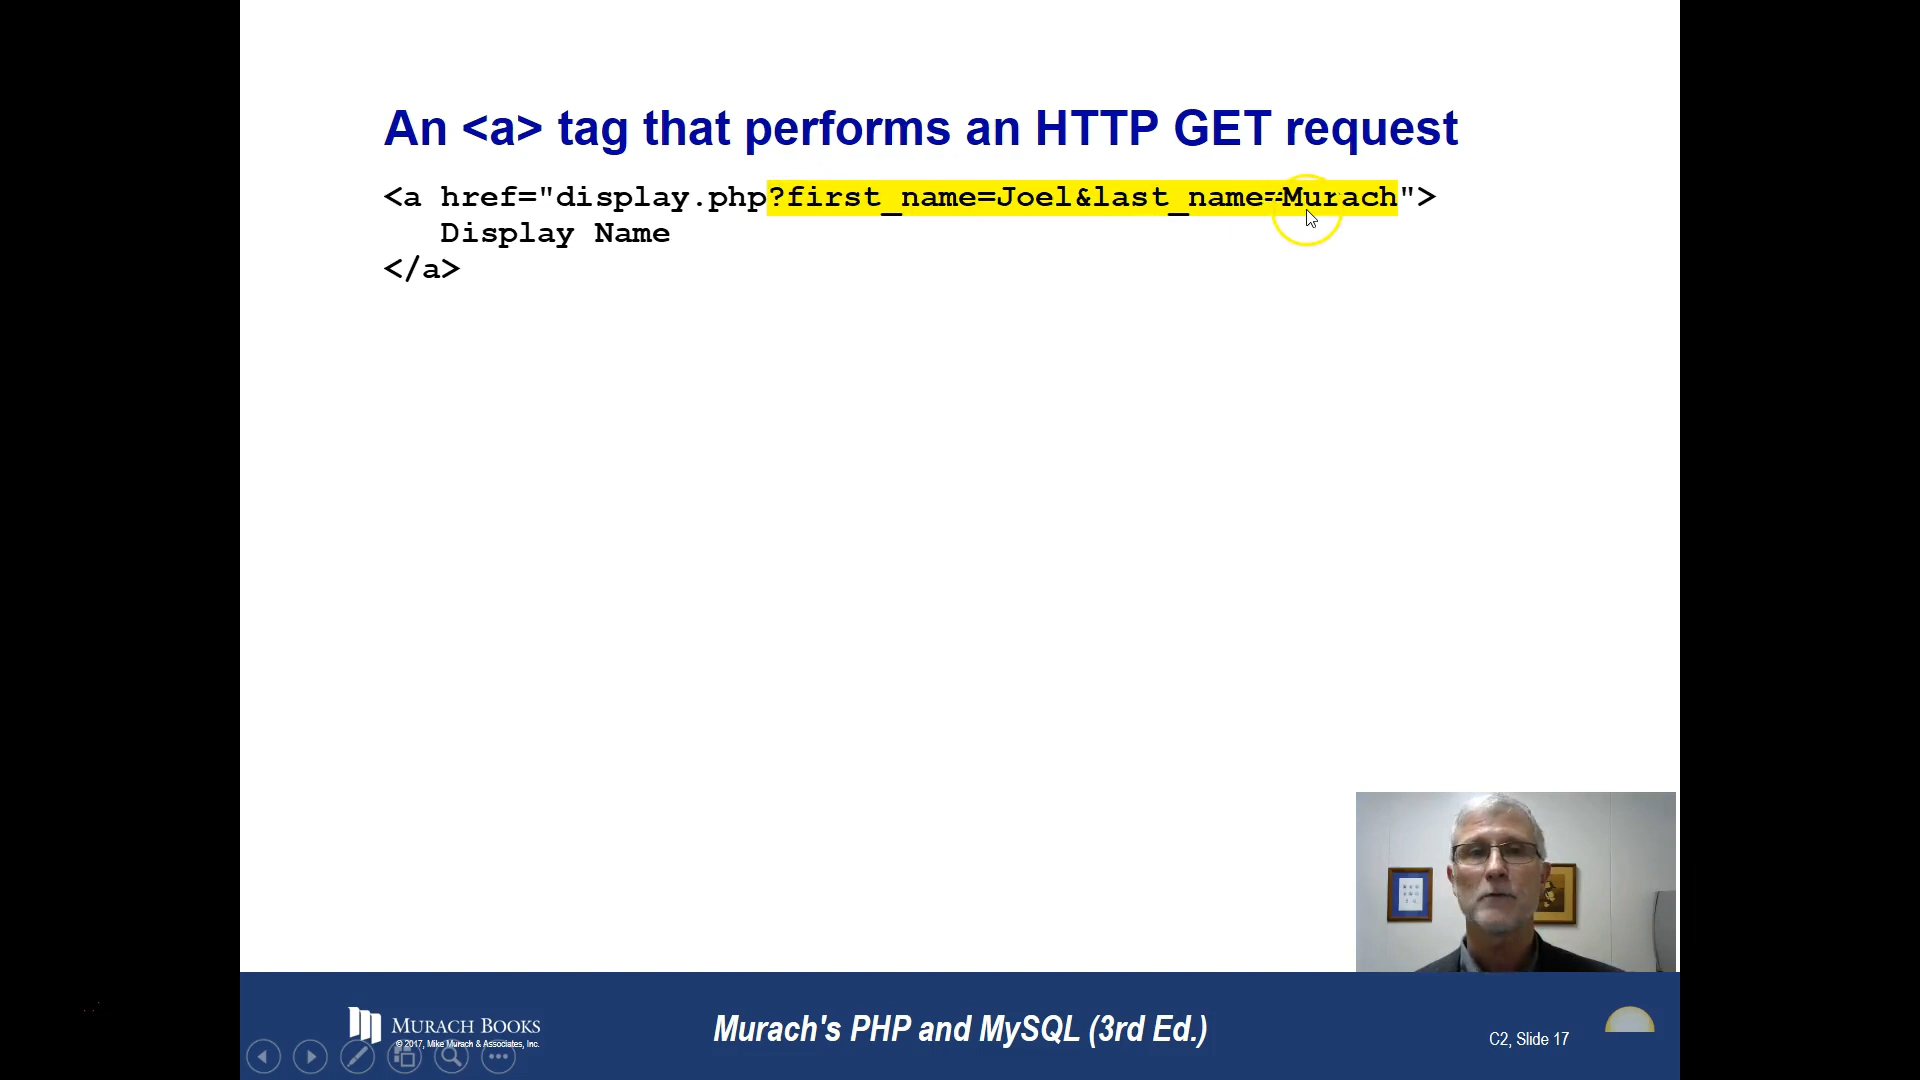 An <a> tag that performs an HTTP GET request
<a href="display.php?first_name=Joel&last_name=Murach">
Display Name
</a>
MURACH BOOKS
© 2017, Mike Murach & Associates, Inc.
Murach's PHP and MySQL (3rd Ed.)
C2, Slide 17